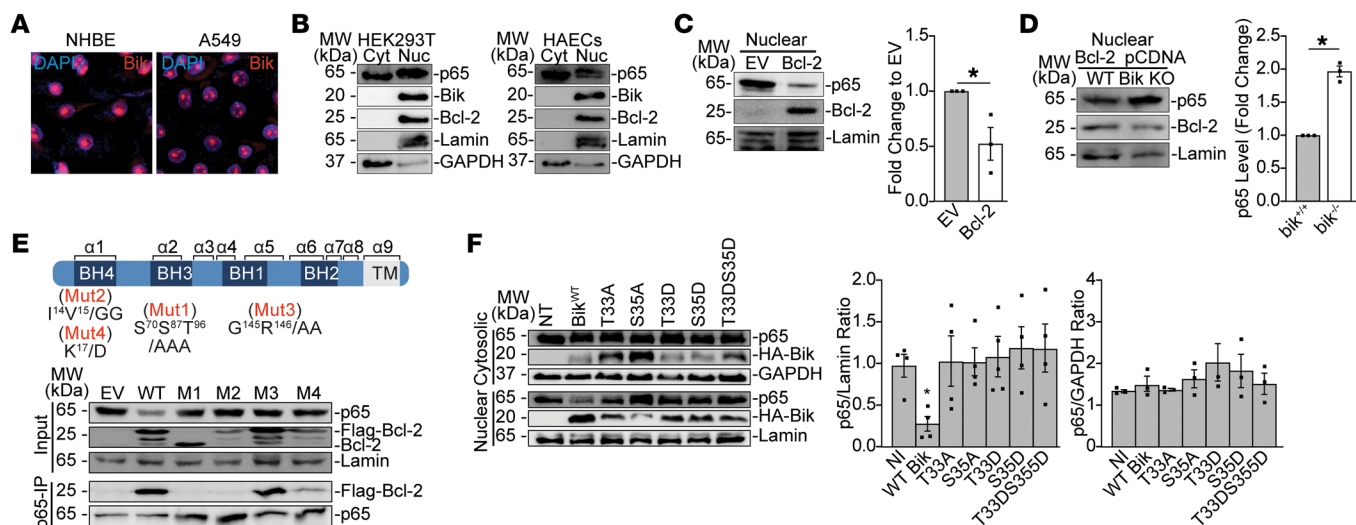 A
NHBE
A549
DAPI
Bik
DAPI
Bik
B
MW
(kDa)
HEK293T
Cyt Nuc
65 - -p65
20 - -Bik
25 - -Bcl-2
65 - -Lamin
37 - -GAPDH
MW
(kDa)
HAECs
Cyt Nuc
65 - -p65
20 - -Bik
25 - -Bcl-2
65 - -Lamin
37 - -GAPDH
C
MW
(kDa)
Nuclear
EV Bcl-2
65 - -p65
25 - -Bcl-2
65 - -Lamin
Fold Change to EV
1.5
1.0
0.5
0.0
*
EV
Bcl-2
D
Nuclear
MW
(kDa)
Bcl-2 pCDNA
WT Bik KO
65 - -p65
25 - -Bcl-2
65 - -Lamin
p65 Level (Fold Change)
2.5
2.0
1.5
1.0
0.5
0.0
*
bik+/+
bik-/-
E
α1 α2 α3 α4 α5 α6 α7 α8 α9
BH4 BH3 BH1 BH2 TM
(Mut2)
I14V15/GG
(Mut4)
K17/D
(Mut1)
S70S87T96
/AAA
(Mut3)
G145R146/AA
MW
(kDa)
EV WT M1 M2 M3 M4
Input
65 - -p65
25 - -Flag-Bcl-2
-Bcl-2
65 - -Lamin
p65-IP
25 - -Flag-Bcl-2
65 - -p65
F
MW
(kDa)
NT
BikWT
T33A
S35A
T33D
S35D
T33DS35D
Cytosolic
65 - -p65
20 - -HA-Bik
37 - -GAPDH
Nuclear
65 - -p65
20 - -HA-Bik
65 - -Lamin
p65/Lamin Ratio
2.0
1.5
1.0
0.5
0.0
*
NI
WT Bik
T33A
S35A
T33D
S35D
T33DS355D
p65/GAPDH Ratio
4
2
0
NI
WT Bik
T33A
S35A
T33D
S35D
T33DS355D